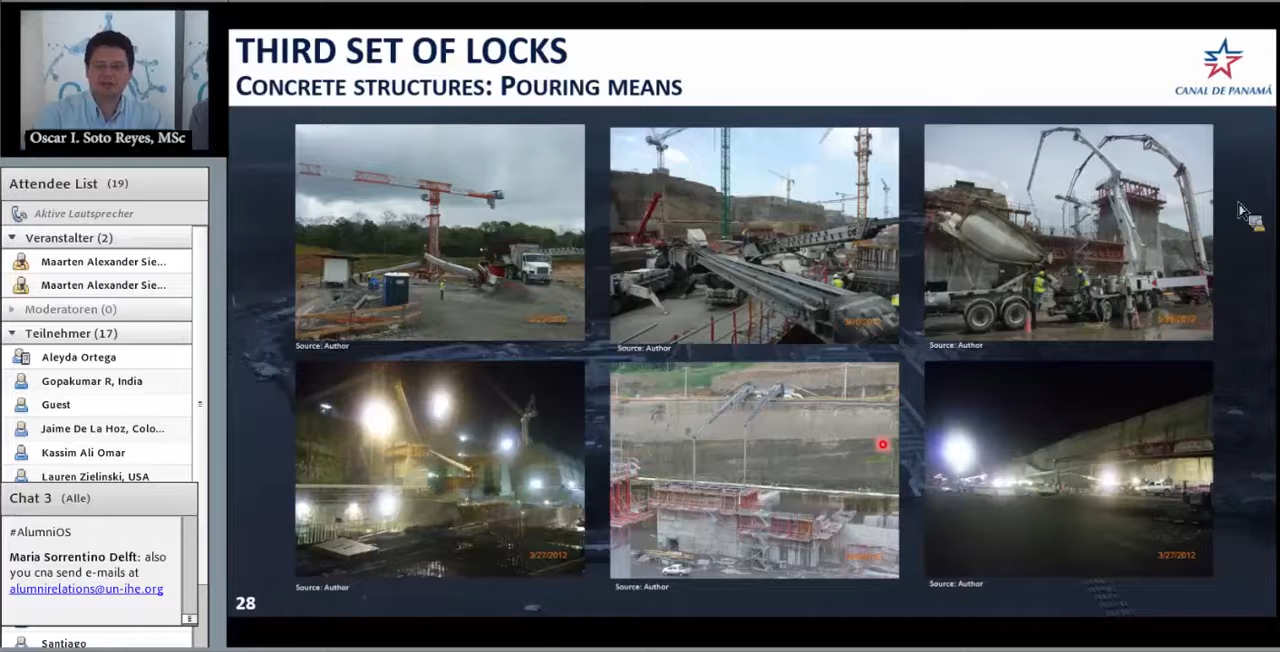 Oscar I. Soto Reyes, MSc
Attendee List (19)
Aktive Lautsprecher
Veranstalter (2)
Maarten Alexander Sie...
Maarten Alexander Sie...
Moderatoren (0)
Teilnehmer (17)
Aleyda Ortega
Gopakumar R, India
Guest
Jaime De La Hoz, Colo...
Kassim Ali Omar
Lauren Zielinski, USA
Chat 3 (Alle)
#AlumniOS
Maria Sorrentino Delft: also
you cna send e-mails at
alumnirelations@un-ihe.org
Santiago
THIRD SET OF LOCKS
CONCRETE STRUCTURES: POURING MEANS
CANAL DE PANAMÁ
Source: Author
Source: Author
Source: Author
3/27/2012
3/27/2012
Source: Author
Source: Author
Source: Author
28